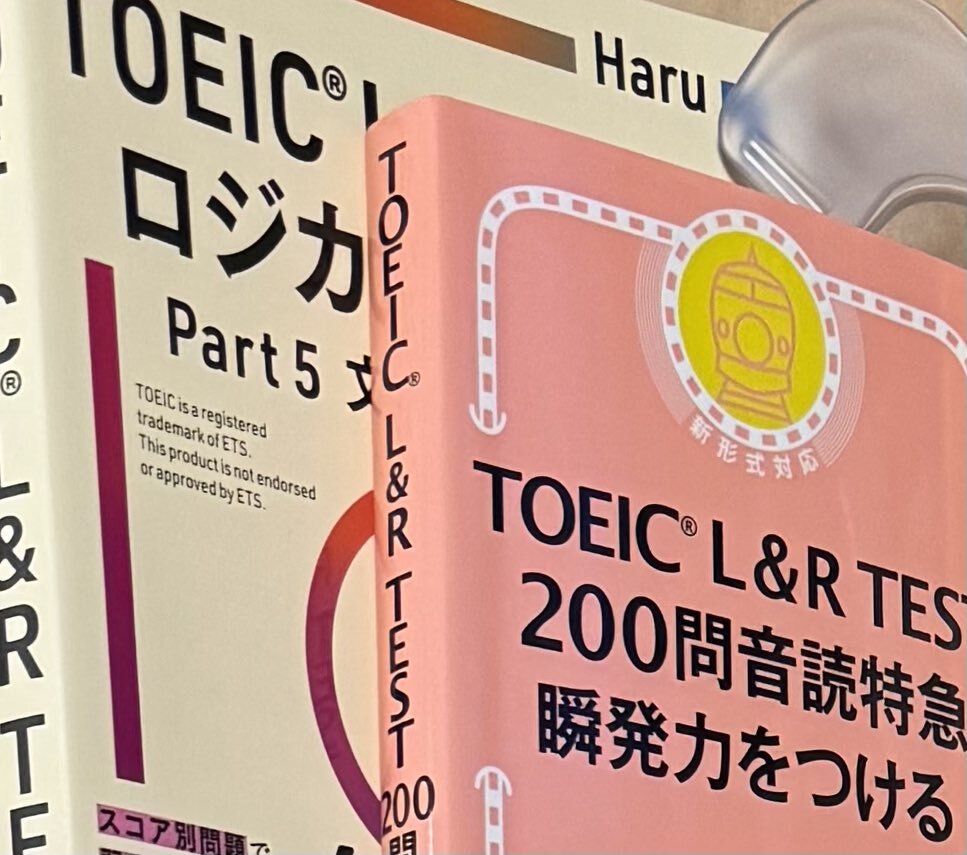 Haru
TOEIC®
ロジカ
Part 5 文
TOEIC is a registered
trademark of ETS.
This product is not endorsed
or approved by ETS.
スコア別問題で
® L&R TE
TOEIC® L&R TEST 200問
新形式対応
TOEIC® L&R TEST
200問音読特急
瞬発力をつける